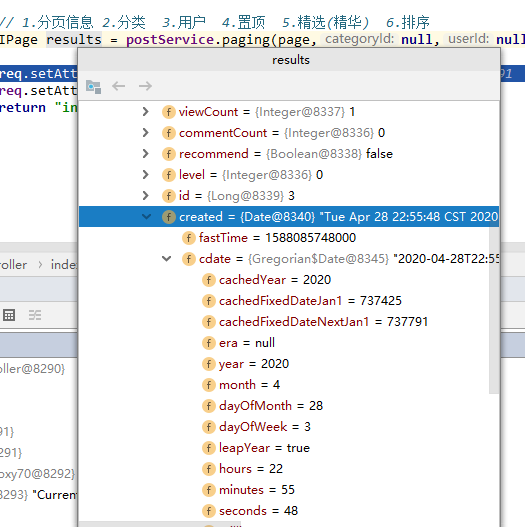 // 1.分页信息 2.分类 3.用户 4.置顶 5.精选(精华) 6.排序
IPage results = postService.paging(page, categoryId: null, userId: null
results
req.setAtt
91
req.setAtt
return "in
viewCount = {Integer@8337} 1
commentCount = {Integer@8336} 0
recommend = {Boolean@8338} false
level = {Integer@8336} 0
id = {Long@8339} 3
created = {Date@8340} "Tue Apr 28 22:55:48 CST 2020
fastTime = 1588085748000
cdate = {Gregorian$Date@8345} "2020-04-28T22:55
cachedYear = 2020
cachedFixedDateJan1 = 737425
cachedFixedDateNextJan1 = 737791
era = null
year = 2020
month = 4
dayOfMonth = 28
dayOfWeek = 3
leapYear = true
hours = 22
minutes = 55
seconds = 48
roller › index
oller@8290}
91}
291}
oxy70@8292}
@8293} "Current